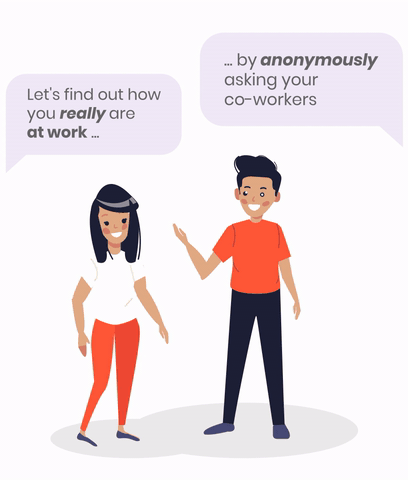 Let's find out how
you really are
at work ...
... by anonymously
asking your
co-workers